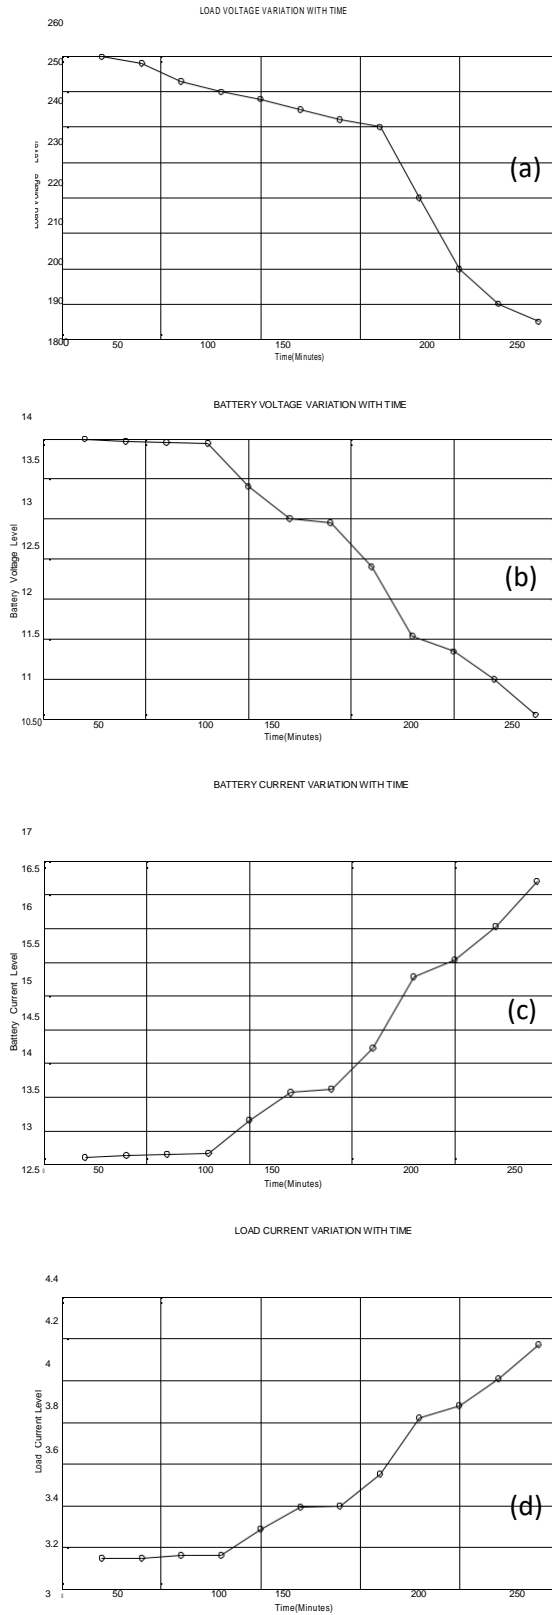 LOAD VOLTAGE VARIATION WITH TIME
260
250
240
230
220
210
200
190
1800
Level
(a)
50 100 150 200 250
Time(Minutes)
BATTERY VOLTAGE VARIATION WITH TIME
14
13.5
13
12.5
12
11.5
11
10.50
Battery Voltage Level
(b)
50 100 150 200 250
Time(Minutes)
BATTERY CURRENT VARIATION WITH TIME
17
16.5
16
15.5
15
14.5
14
13.5
13
12.5
Battery Current Level
(c)
50 100 150 200 250
Time(Minutes)
LOAD CURRENT VARIATION WITH TIME
4.4
4.2
4
3.8
3.6
3.4
3.2
3
Load Current Level
(d)
50 100 150 200 250
Time(Minutes)